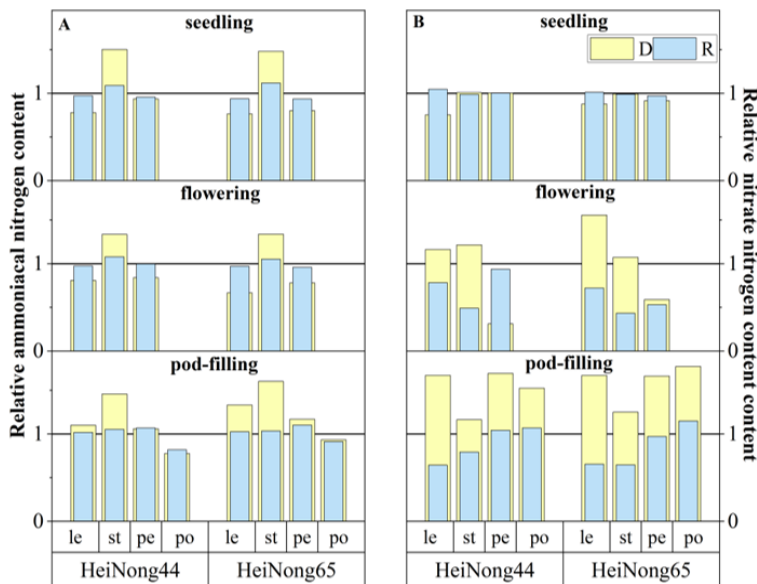 A
seedling
1
0
flowering
1
0
pod-filling
1
0
le st pe po le st pe po
HeiNong44 HeiNong65
Relative ammoniacal nitrogen content
B
seedling
D R
1
0
flowering
1
0
pod-filling
1
0
le st pe po le st pe po
HeiNong44 HeiNong65
Relative nitrate nitrogen content content